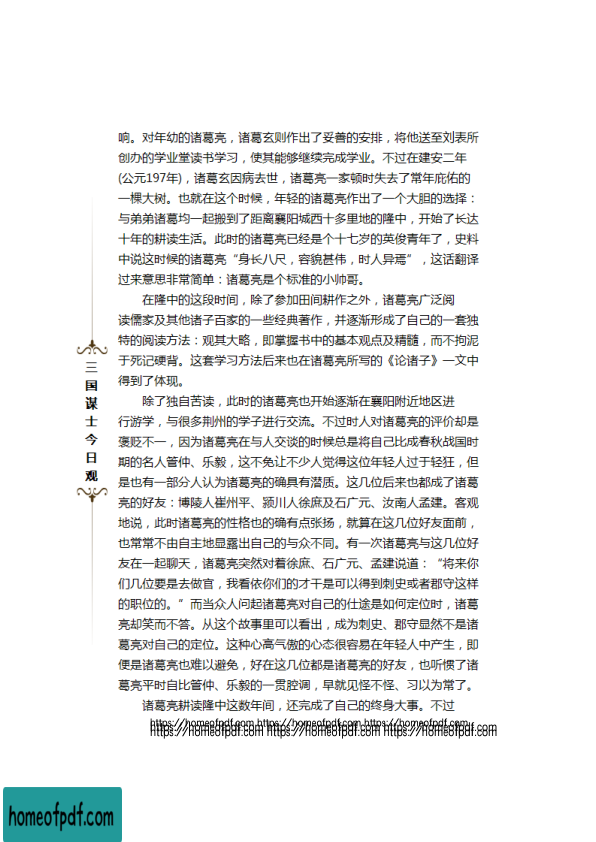 响。对年幼的诸葛亮，诸葛玄则作出了妥善的安排，将他送至刘表所
创办的学业堂读书学习，使其能够继续完成学业。不过在建安二年
(公元197年)，诸葛玄因病去世，诸葛亮一家顿时失去了常年庇佑的
一棵大树。也就在这个时候，年轻的诸葛亮作出了一个大胆的选择：
与弟弟诸葛均一起搬到了距离襄阳城西十多里地的隆中，开始了长达
十年的耕读生活。此时的诸葛亮已经是个十七岁的英俊青年了，史料
中说这时候的诸葛亮“身长八尺，容貌甚伟，时人异焉”，这话翻译
过来意思非常简单：诸葛亮是个标准的小帅哥。
在隆中的这段时间，除了参加田间耕作之外，诸葛亮广泛阅
读儒家及其他诸子百家的一些经典著作，并逐渐形成了自己的一套独
特的阅读方法：观其大略，即掌握书中的基本观点及精髓，而不拘泥
于死记硬背。这套学习方法后来也在诸葛亮所写的《论诸子》一文中
得到了体现。
除了独自苦读，此时的诸葛亮也开始逐渐在襄阳附近地区进
行游学，与很多荆州的学子进行交流。不过时人对诸葛亮的评价却是
褒贬不一，因为诸葛亮在与人交谈的时候总是将自己比成春秋战国时
期的名人管仲、乐毅，这不免让不少人觉得这位年轻人过于轻狂，但
是也有一部分人认为诸葛亮的确具有潜质。这几位后来也都成了诸葛
亮的好友：博陵人崔州平、颍川人徐庶及石广元、汝南人孟建。客观
地说，此时诸葛亮的性格也的确有点张扬，就算在这几位好友面前，
也常常不由自主地显露出自己的与众不同。有一次诸葛亮与这几位好
友在一起聊天，诸葛亮突然对着徐庶、石广元、孟建说道：“将来你
们几位要是去做官，我看依你们的才干是可以得到刺史或者郡守这样
的职位的。”而当众人问起诸葛亮对自己的仕途是如何定位时，诸葛
亮却笑而不答。从这个故事里可以看出，成为刺史、郡守显然不是诸
葛亮对自己的定位。这种心高气傲的心态很容易在年轻人中产生，即
便是诸葛亮也难以避免，好在这几位都是诸葛亮的好友，也听惯了诸
葛亮平时自比管仲、乐毅的一贯腔调，早就见怪不怪、习以为常了。
诸葛亮耕读隆中这数年间，还完成了自己的终身大事。不过
三国谋士今日观
https://homeofpdf.com https://homeofpdf.com https://homeofpdf.com
https://homeofpdf.com https://homeofpdf.com https://homeofpdf.com
homeofpdf.com